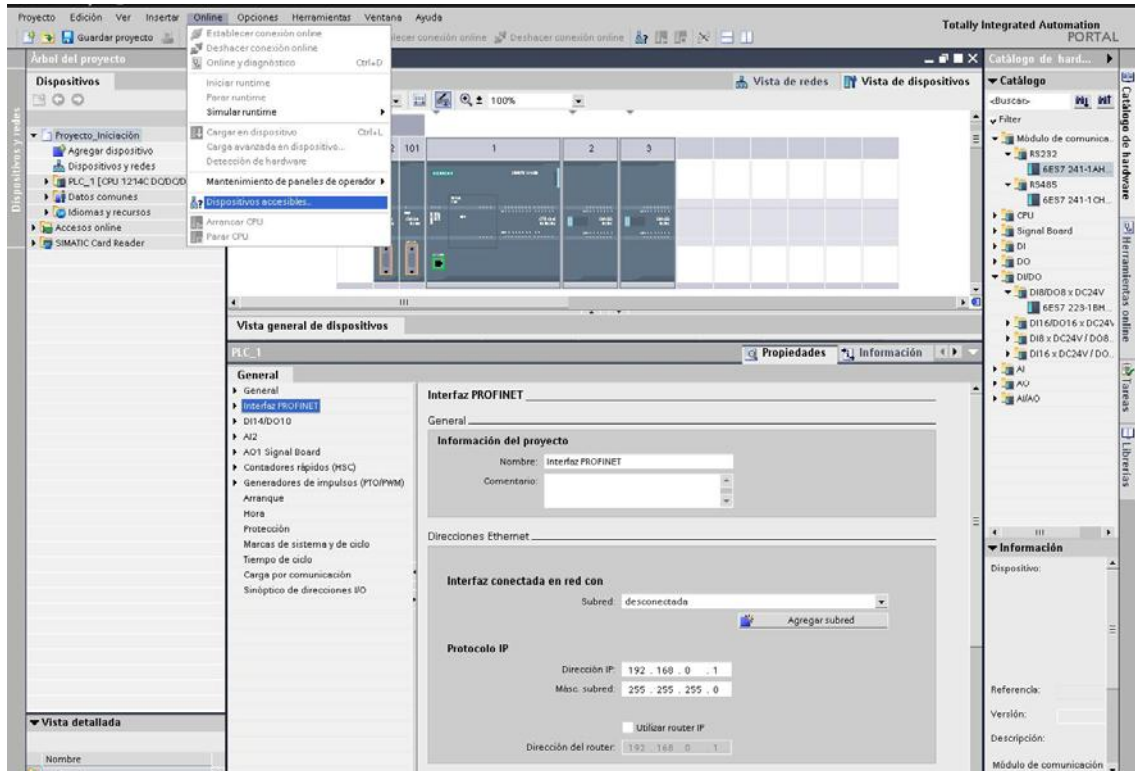 Proyecto Edición Ver Insertar Online Opciones Herramientas Ventana Ayuda
Totally Integrated Automation
PORTAL
Guardar proyecto
Establecer conexión online
Deshacer conexión online
Establecer conexión online
Deshacer conexión online
Online y diagnóstico Ctrl+D
Iniciar runtime
Parar runtime
Simular runtime
Cargar en dispositivo Ctrl+L
Carga avanzada en dispositivo...
Detección de hardware
Mantenimiento de paneles de operador
Dispositivos accesibles...
Arrancar CPU
Parar CPU
Árbol del proyecto
Dispositivos
Dispositivos y redes
Proyecto_Iniciación
Agregar dispositivo
Dispositivos y redes
PLC_1 [CPU 1214C DC/DC/D
Datos comunes
Idiomas y recursos
Accesos online
SIMATIC Card Reader
Vista detallada
Nombre
Vista de redes
Vista de dispositivos
100%
2 101 1 2 3
Vista general de dispositivos
PLC_1
Propiedades
Información
General
General
Interfaz PROFINET
DI14/DO10
AI2
AO1 Signal Board
Contadores rápidos (HSC)
Generadores de impulsos (PTO/PWM)
Arranque
Hora
Protección
Marcas de sistema y de ciclo
Tiempo de ciclo
Carga por comunicación
Sinóptico de direcciones I/O
Interfaz PROFINET
General
Información del proyecto
Nombre: Interfaz PROFINET
Comentario:
Direcciones Ethernet
Interfaz conectada en red con
Subred: desconectada
Agregar subred
Protocolo IP
Dirección IP: 192 . 168 . 0 . 1
Másc. subred: 255 . 255 . 255 . 0
Utilizar router IP
Dirección del router: 192 . 168 . 0 . 1
Catálogo de hard...
Catálogo
<Buscar>
Filter
Módulo de comunica...
RS232
6ES7 241-1AH...
RS485
6ES7 241-1CH...
CPU
Signal Board
DI
DO
DI/DO
DI8/DO8 x DC24V
6ES7 223-1BH...
DI16/DO16 x DC24V
DI8 x DC24V / DO8...
DI16 x DC24V / DO...
AI
AO
AI/AO
Información
Dispositivo:
Referencia:
Versión:
Descripción:
Módulo de comunicación
Catálogo de hardware
Herramientas online
Tareas
Librerías